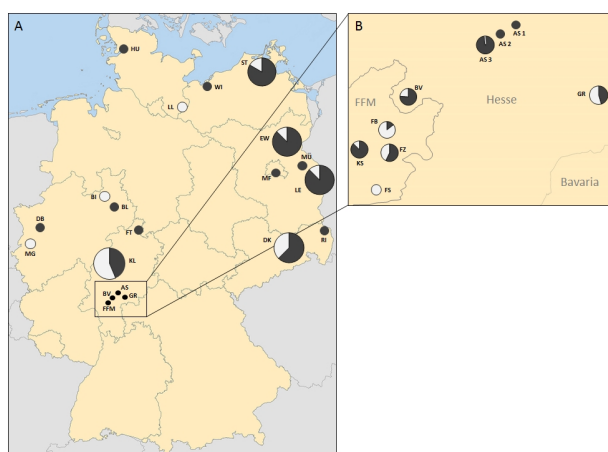 A
HU
ST
WI
LL
EW
MÜ
MF
LE
BI
BL
DB
FT
MG
RI
DK
KL
AS
BV
GR
FFM
B
AS 1
AS 2
AS 3
BV
GR
FFM
Hesse
FB
FZ
KS
FS
Bavaria